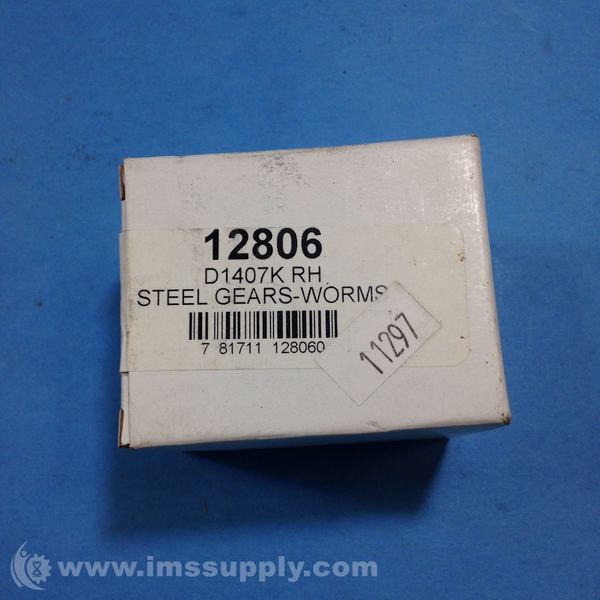 12806
D1407K RH
STEEL GEARS-WORMS
7 81711 128060
11297
www.imssupply.com